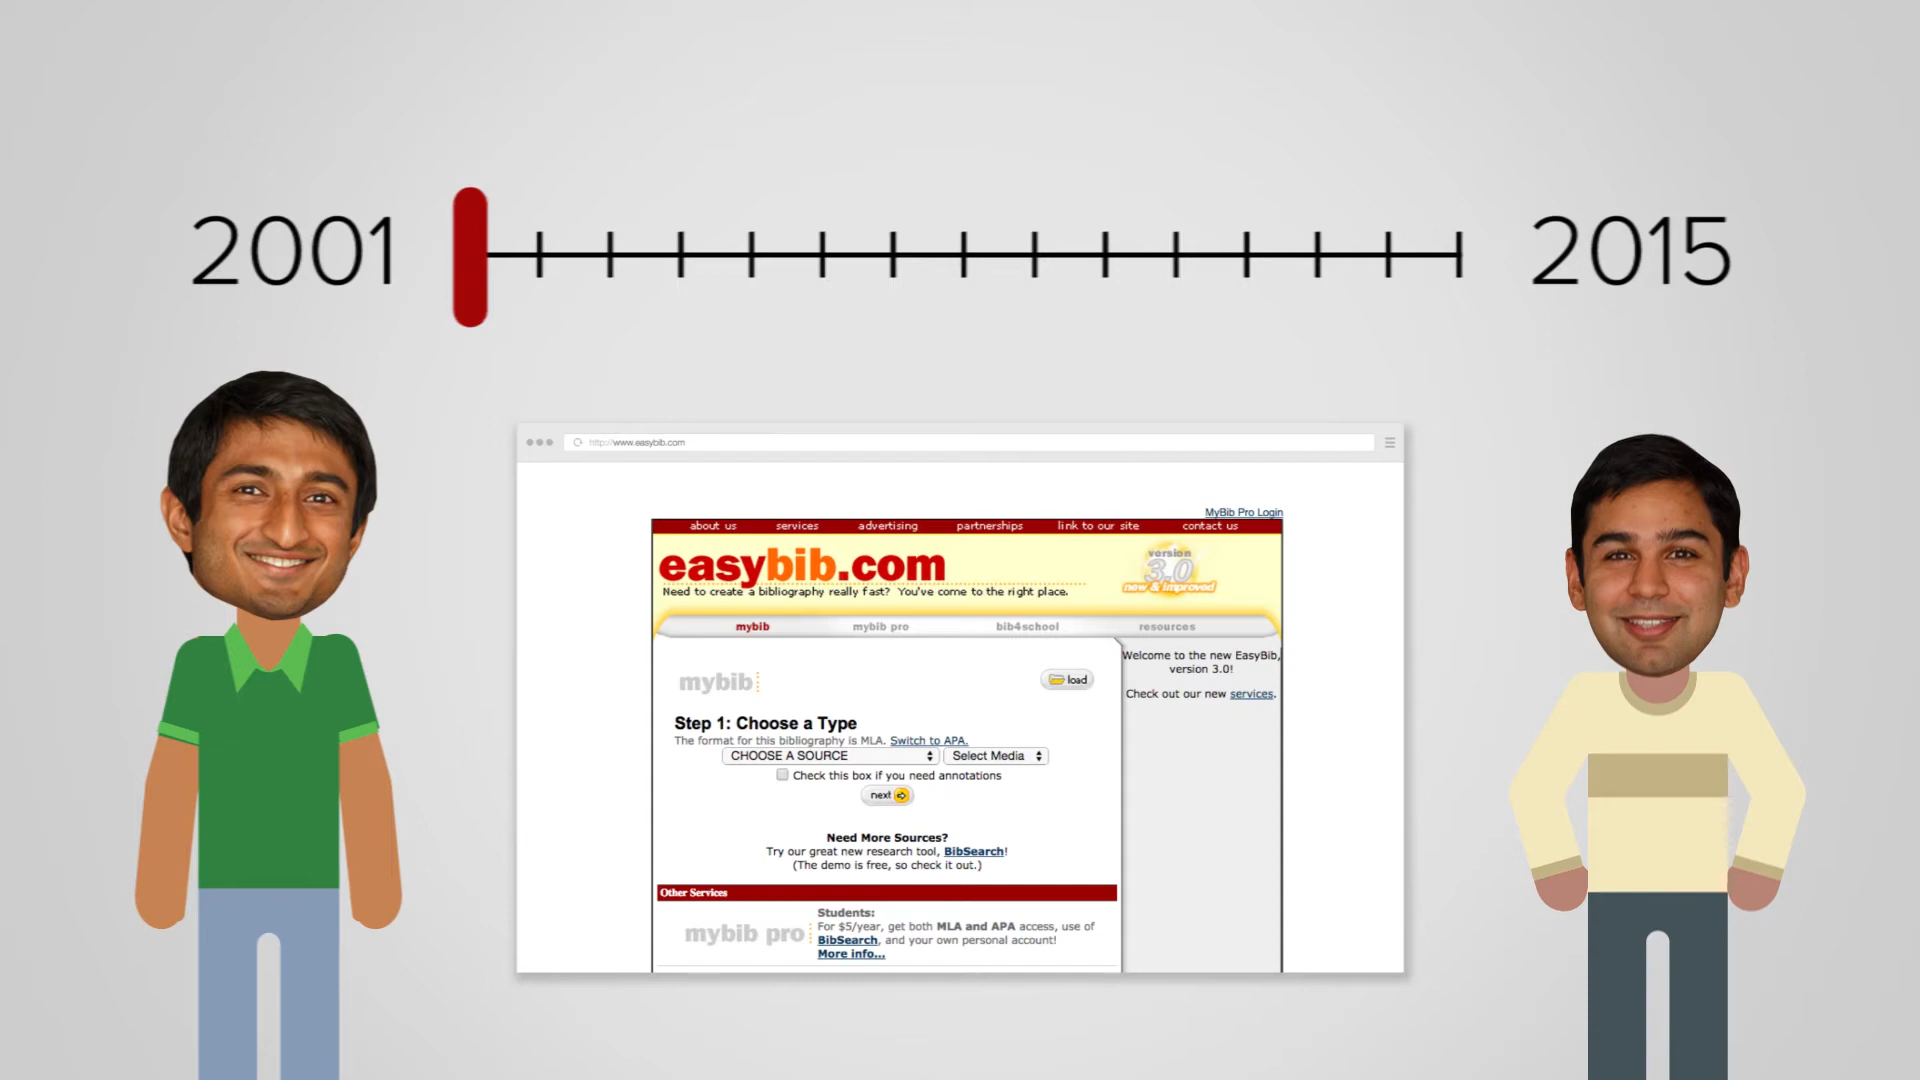 2001
2015
http://www.easybib.com
MyBib Pro Login
about us services advertising partnerships link to our site contact us
easybib.com
version
3.0
new & improved
Need to create a bibliography really fast? You've come to the right place.
mybib mybib pro bib4school resources
Welcome to the new EasyBib,
version 3.0!
Check out our new services.
mybib
load
Step 1: Choose a Type
The format for this bibliography is MLA. Switch to APA.
CHOOSE A SOURCE Select Media
Check this box if you need annotations
next
Need More Sources?
Try our great new research tool, BibSearch!
(The demo is free, so check it out.)
Other Services
mybib pro
Students:
For $5/year, get both MLA and APA access, use of
BibSearch, and your own personal account!
More info...